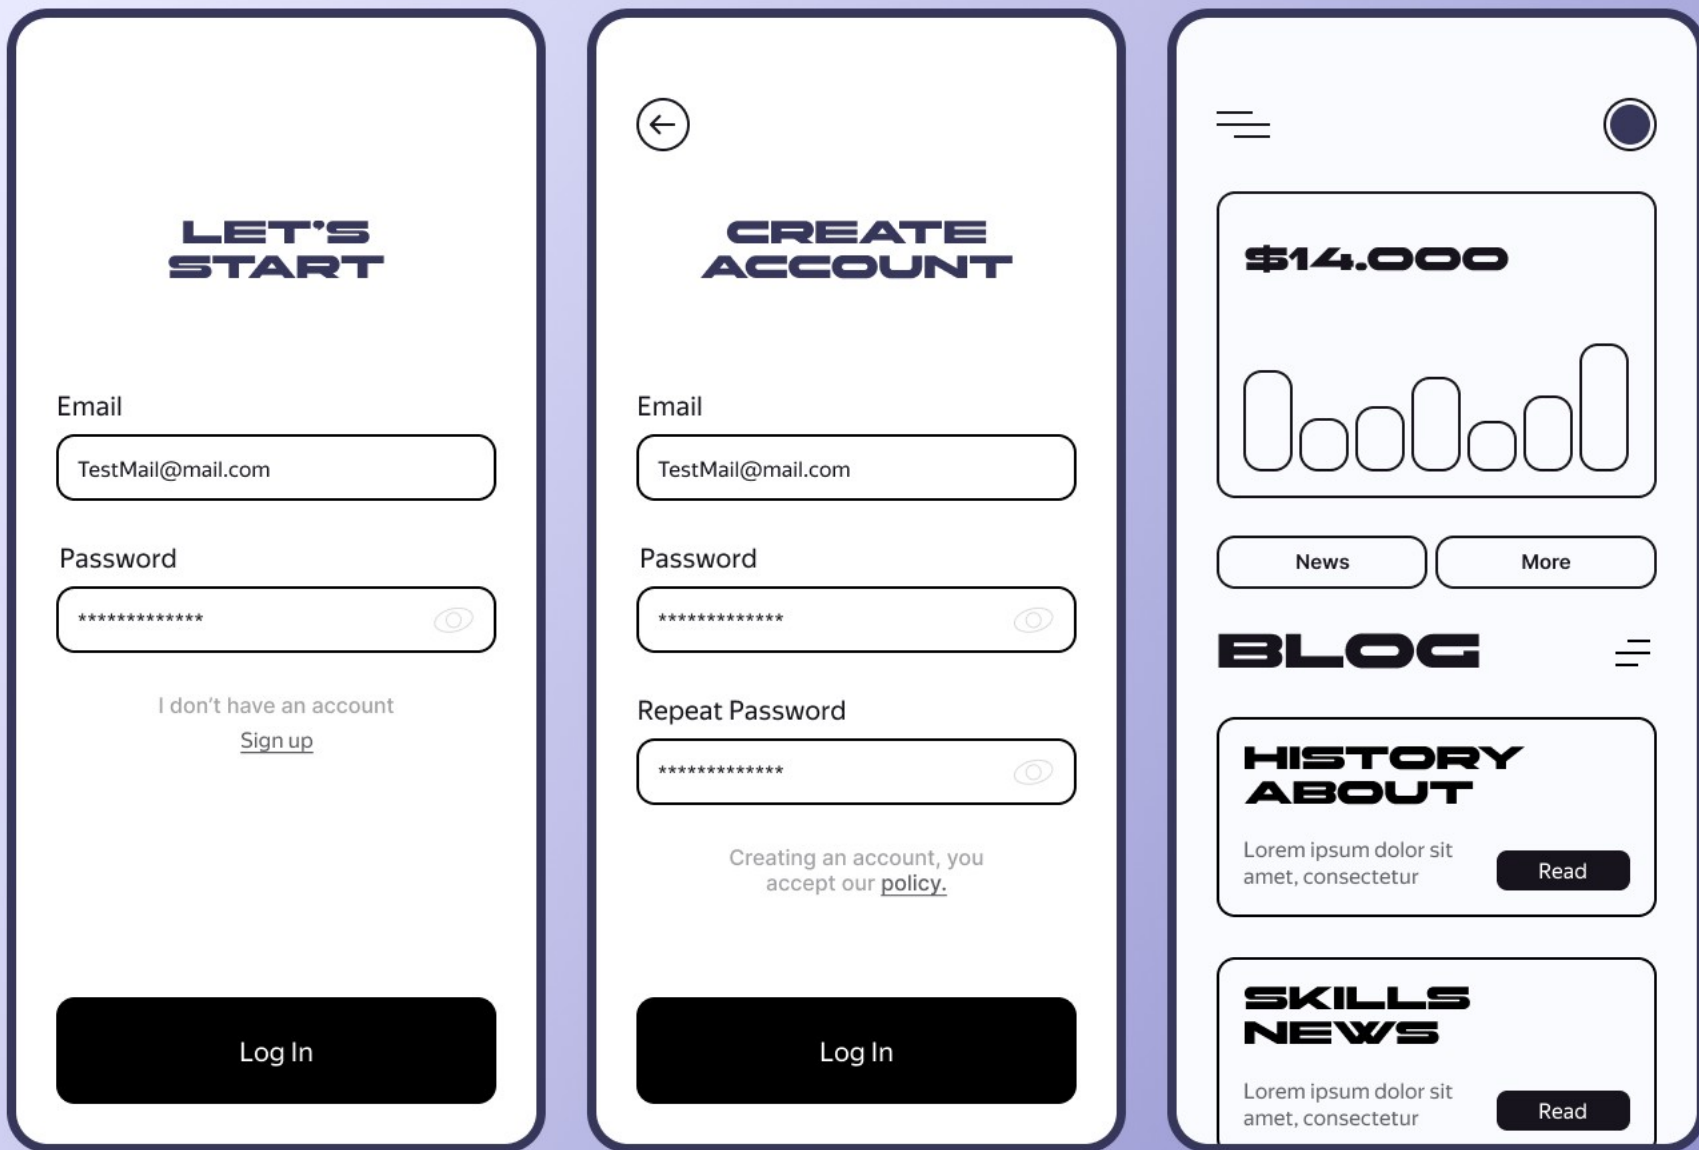 LET'S
START
Email
TestMail@mail.com
Password
*************
I don't have an account
Sign up
Log In
CREATE
ACCOUNT
Email
TestMail@mail.com
Password
*************
Repeat Password
*************
Creating an account, you
accept our policy.
Log In
$14.000
News
More
BLOG
HISTORY
ABOUT
Lorem ipsum dolor sit
amet, consectetur
Read
SKILLS
NEWS
Lorem ipsum dolor sit
amet, consectetur
Read